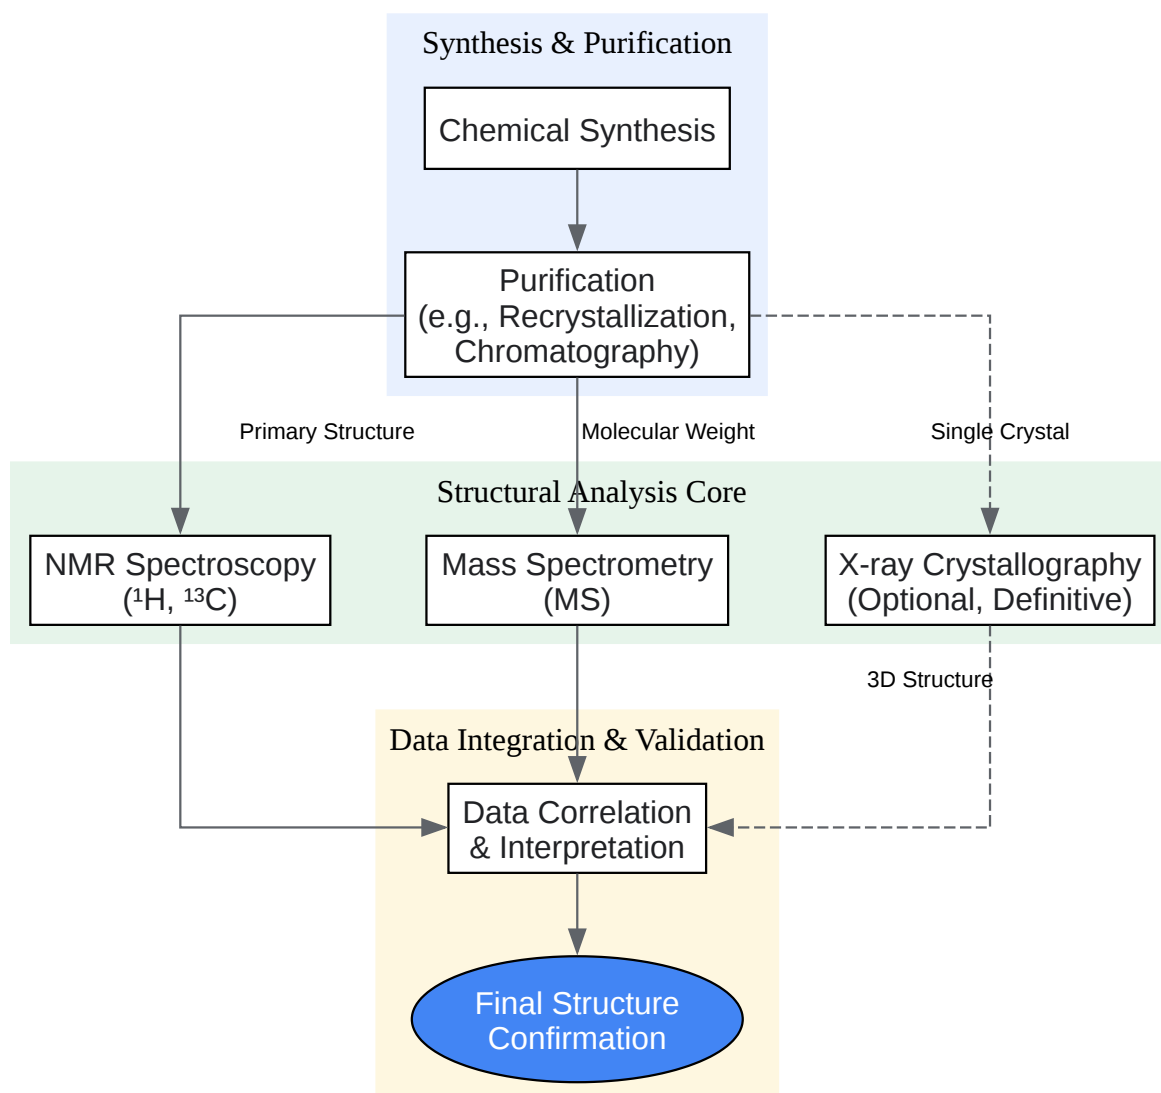 Synthesis & Purification
Chemical Synthesis
Purification
(e.g., Recrystallization,
Chromatography)
Primary Structure
Molecular Weight
Single Crystal
Structural Analysis Core
NMR Spectroscopy
(¹H, ¹³C)
Mass Spectrometry
(MS)
X-ray Crystallography
(Optional, Definitive)
3D Structure
Data Integration & Validation
Data Correlation
& Interpretation
Final Structure
Confirmation